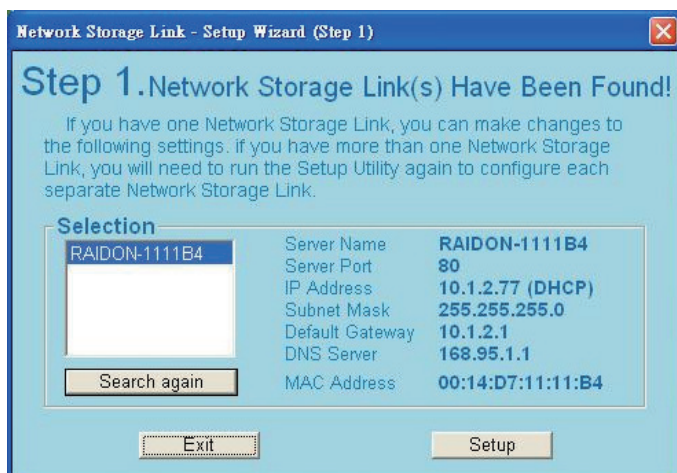 Network Storage Link - Setup Wizard (Step 1)
Step 1.Network Storage Link(s) Have Been Found!
If you have one Network Storage Link, you can make changes to
the following settings. if you have more than one Network Storage
Link, you will need to run the Setup Utility again to configure each
separate Network Storage Link.
Selection
RAIDON-1111B4
Server Name RAIDON-1111B4
Server Port 80
IP Address 10.1.2.77 (DHCP)
Subnet Mask 255.255.255.0
Default Gateway 10.1.2.1
DNS Server 168.95.1.1
MAC Address 00:14:D7:11:11:B4
Search again
Exit
Setup